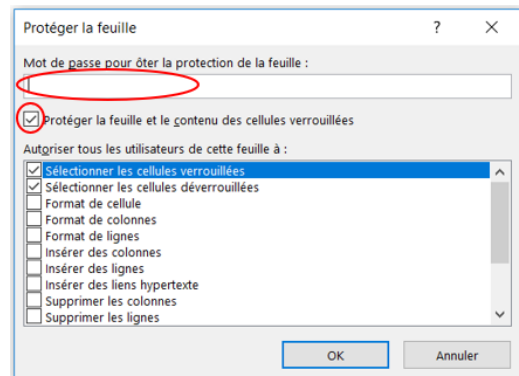 Protéger la feuille ? ×
Mot de passe pour ôter la protection de la feuille :
Protéger la feuille et le contenu des cellules verrouillées
Autoriser tous les utilisateurs de cette feuille à :
Sélectionner les cellules verrouillées
Sélectionner les cellules déverrouillées
Format de cellule
Format de colonnes
Format de lignes
Insérer des colonnes
Insérer des lignes
Insérer des liens hypertexte
Supprimer les colonnes
Supprimer les lignes
OK Annuler